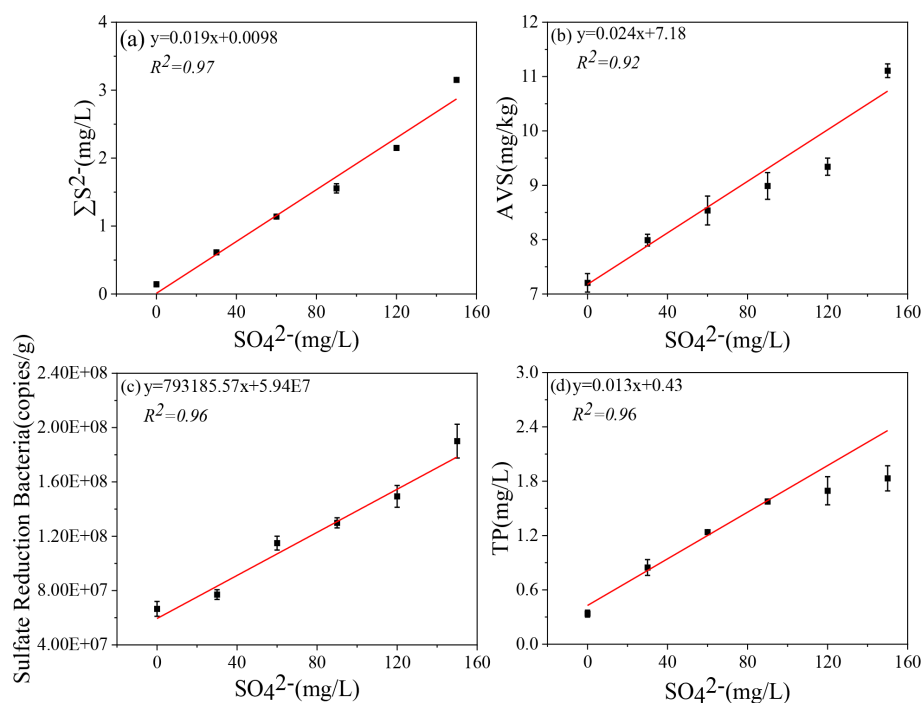 (a) y=0.019x+0.0098
R²=0.97
∑S²⁻(mg/L)
4
3
2
1
0
0 40 80 120 160
SO₄²⁻(mg/L)
(b) y=0.024x+7.18
R²=0.92
AVS(mg/kg)
12
11
10
9
8
7
0 40 80 120 160
SO₄²⁻(mg/L)
(c) y=793185.57x+5.94E7
R²=0.96
Sulfate Reduction Bacteria(copies/g)
2.40E+08
2.00E+08
1.60E+08
1.20E+08
8.00E+07
4.00E+07
0 40 80 120 160
SO₄²⁻(mg/L)
(d) y=0.013x+0.43
R²=0.96
TP(mg/L)
3.0
2.4
1.8
1.2
0.6
0.0
0 40 80 120 160
SO₄²⁻(mg/L)